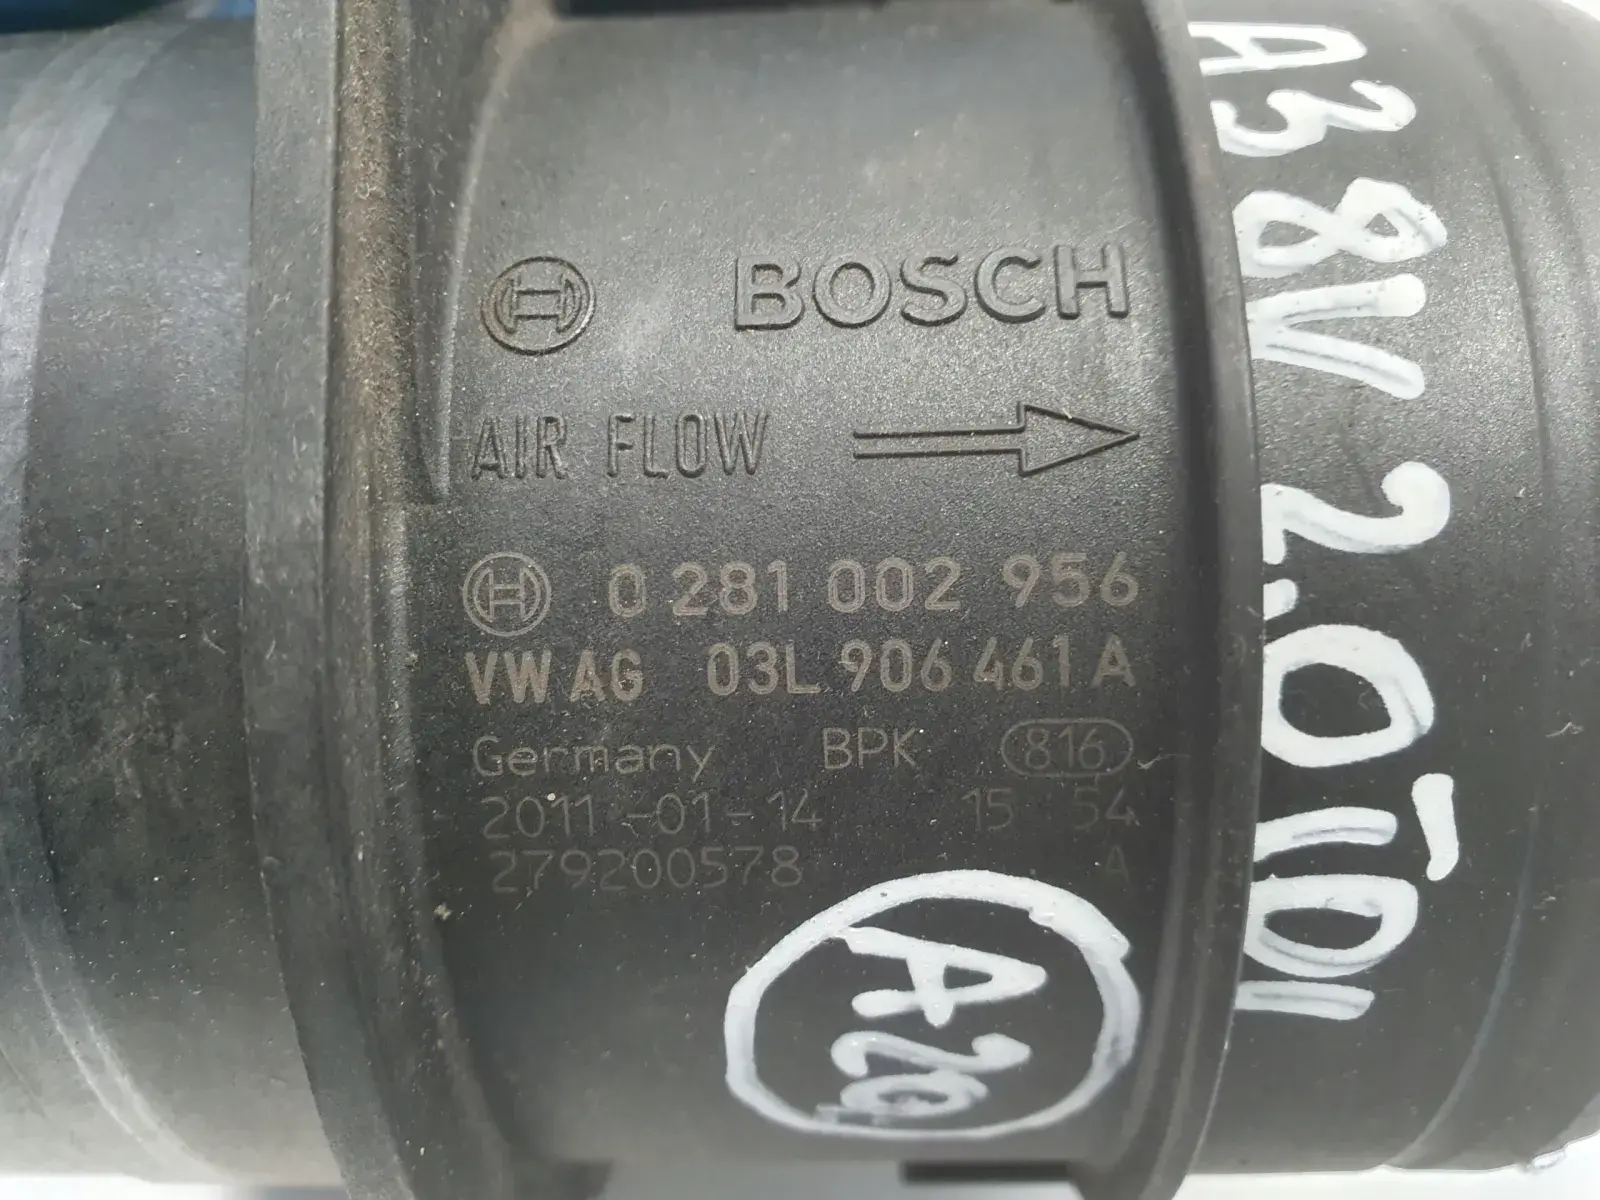 BOSCH
AIR FLOW
0 281 002 956
VW AG 03L 906 461 A
Germany BPK 816
2011-01-14 15 54
279200578 A
A3 8V 2.0TDI
A20